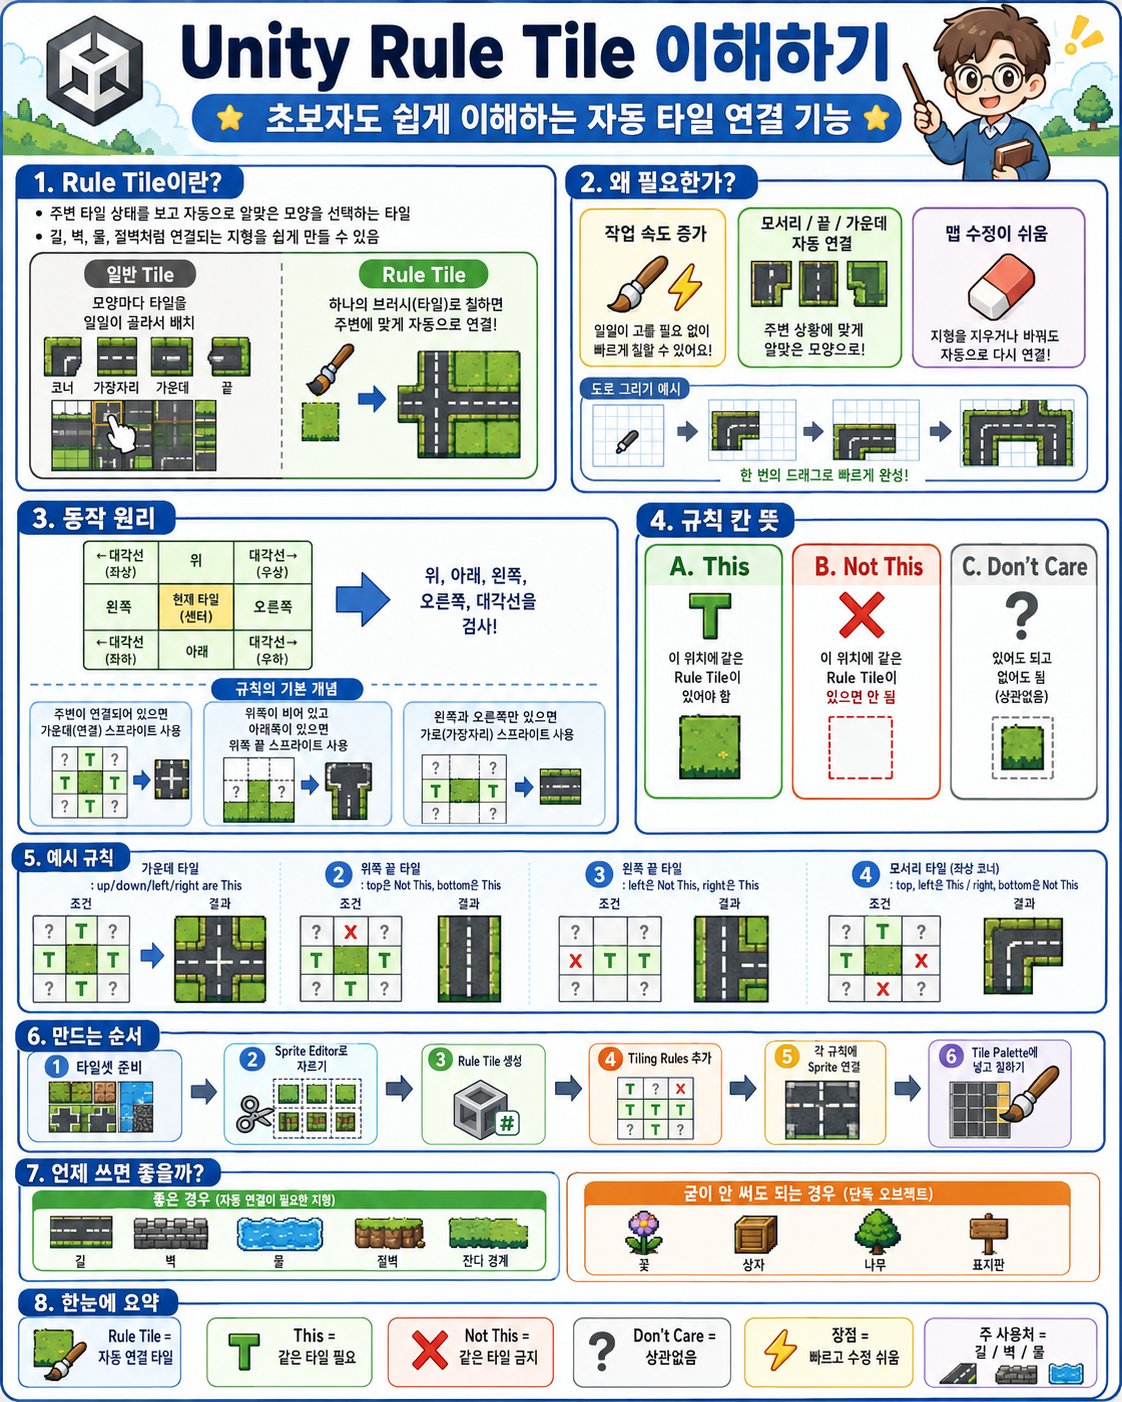 Unity Rule Tile 이해하기
초보자도 쉽게 이해하는 자동 타일 연결 기능
1. Rule Tile이란?
• 주변 타일 상태를 보고 자동으로 알맞은 모양을 선택하는 타일
• 길, 벽, 물, 절벽처럼 연결되는 지형을 쉽게 만들 수 있음
일반 Tile
모양마다 타일을
일일이 골라서 배치
코너 가장자리 가운데 끝
Rule Tile
하나의 브러시(타일)로 칠하면
주변에 맞게 자동으로 연결!
2. 왜 필요한가?
작업 속도 증가
일일이 고를 필요 없이
빠르게 칠할 수 있어요!
모서리 / 끝 / 가운데
자동 연결
주변 상황에 맞게
알맞은 모양으로!
맵 수정이 쉬움
지형을 지우거나 바꿔도
자동으로 다시 연결!
도로 그리기 예시
한 번의 드래그로 빠르게 완성!
3. 동작 원리
←대각선 위 대각선→
(좌상) (우상)
왼쪽 현제 타일 오른쪽
(센터)
←대각선 아래 대각선→
(좌하) (우하)
위, 아래, 왼쪽,
오른쪽, 대각선을
검사!
규칙의 기본 개념
주변이 연결되어 있으면
가운대(연결) 스프라이트 사용
? T ?
T T
? T ?
위쪽이 비어 있고
아래쪽이 있으면
위쪽 끝 스프라이트 사용
? ?
왼쪽과 오른쪽만 있으면
가로(가장자리) 스프라이트 사용
? ?
T T
? ?
4. 규칙 칸 뜻
A. This
T
이 위치에 같은
Rule Tile이
있어야 함
B. Not This
이 위치에 같은
Rule Tile이
있으면 안 됨
C. Don't Care
?
있어도 되고
없어도 됨
(상관없음)
5. 예시 규칙
가운데 타일
: up/down/left/right are This
조건 결과
? T ?
T T
? T ?
2 위쪽 끝 타일
: top은 Not This, bottom은 This
조건 결과
? X ?
T T
? T ?
3 왼쪽 끝 타일
: left은 Not This, right은 This
조건 결과
? ?
X T T
? ?
4 모서리 타일 (좌상 코너)
: top, left은 This / right, bottom은 Not This
조건 결과
? T ?
T X
? X ?
6. 만드는 순서
1 타일셋 준비
2 Sprite Editor로
자르기
3 Rule Tile 생성
#
4 Tiling Rules 추가
T ? X
T T T
? T ?
5 각 규칙에
Sprite 연결
6 Tile Palette에
넣고 칠하기
7. 언제 쓰면 좋을까?
좋은 경우 (자동 연결이 필요한 지형)
길 벽 물 절벽 잔디 경계
굳이 안 써도 되는 경우 (단독 오브젝트)
꽃 상자 나무 표지판
8. 한눈에 요약
Rule Tile =
자동 연결 타일
T
This =
같은 타일 필요
Not This =
같은 타일 금지
?
Don't Care =
상관없음
장점 =
빠르고 수정 쉬움
주 사용처 =
길 / 벽 / 물